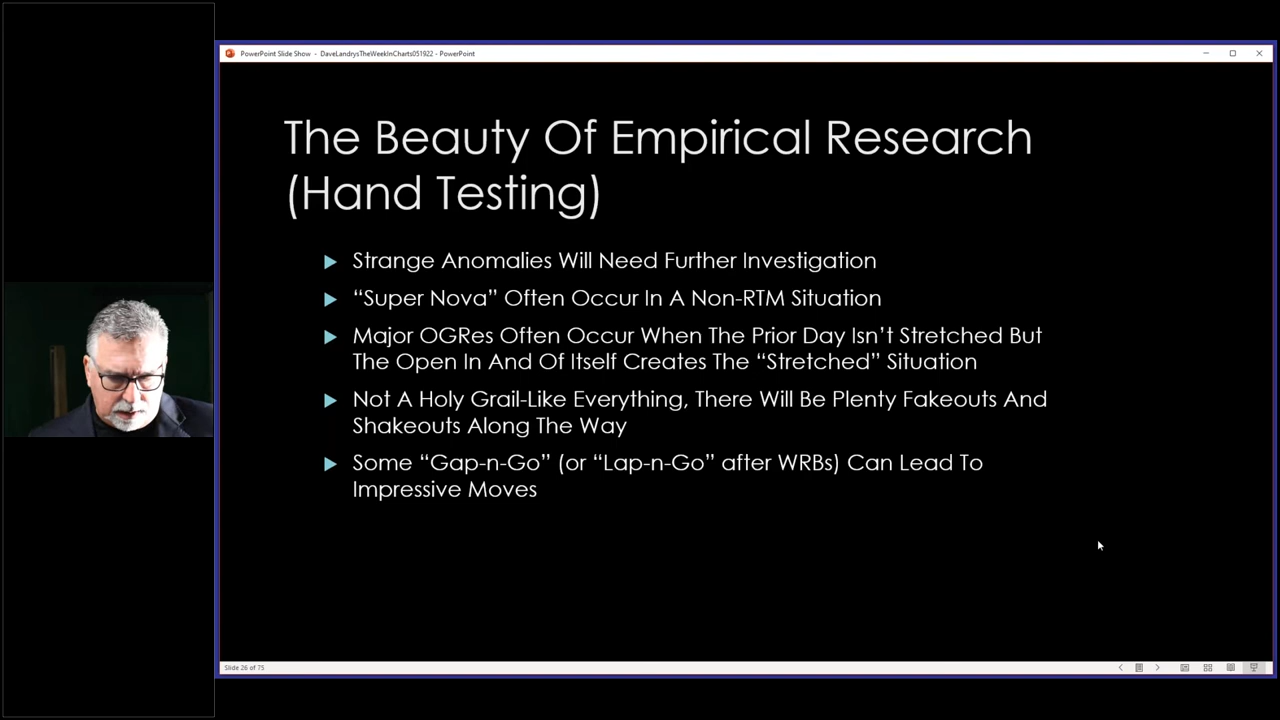 PowerPoint Slide Show - DaveLandrysTheWeekInCharts051922 - PowerPoint
The Beauty Of Empirical Research
(Hand Testing)
Strange Anomalies Will Need Further Investigation
“Super Nova” Often Occur In A Non-RTM Situation
Major OGRes Often Occur When The Prior Day Isn’t Stretched But
The Open In And Of Itself Creates The “Stretched” Situation
Not A Holy Grail-Like Everything, There Will Be Plenty Fakeouts And
Shakeouts Along The Way
Some “Gap-n-Go” (or “Lap-n-Go” after WRBs) Can Lead To
Impressive Moves
Slide 26 of 75